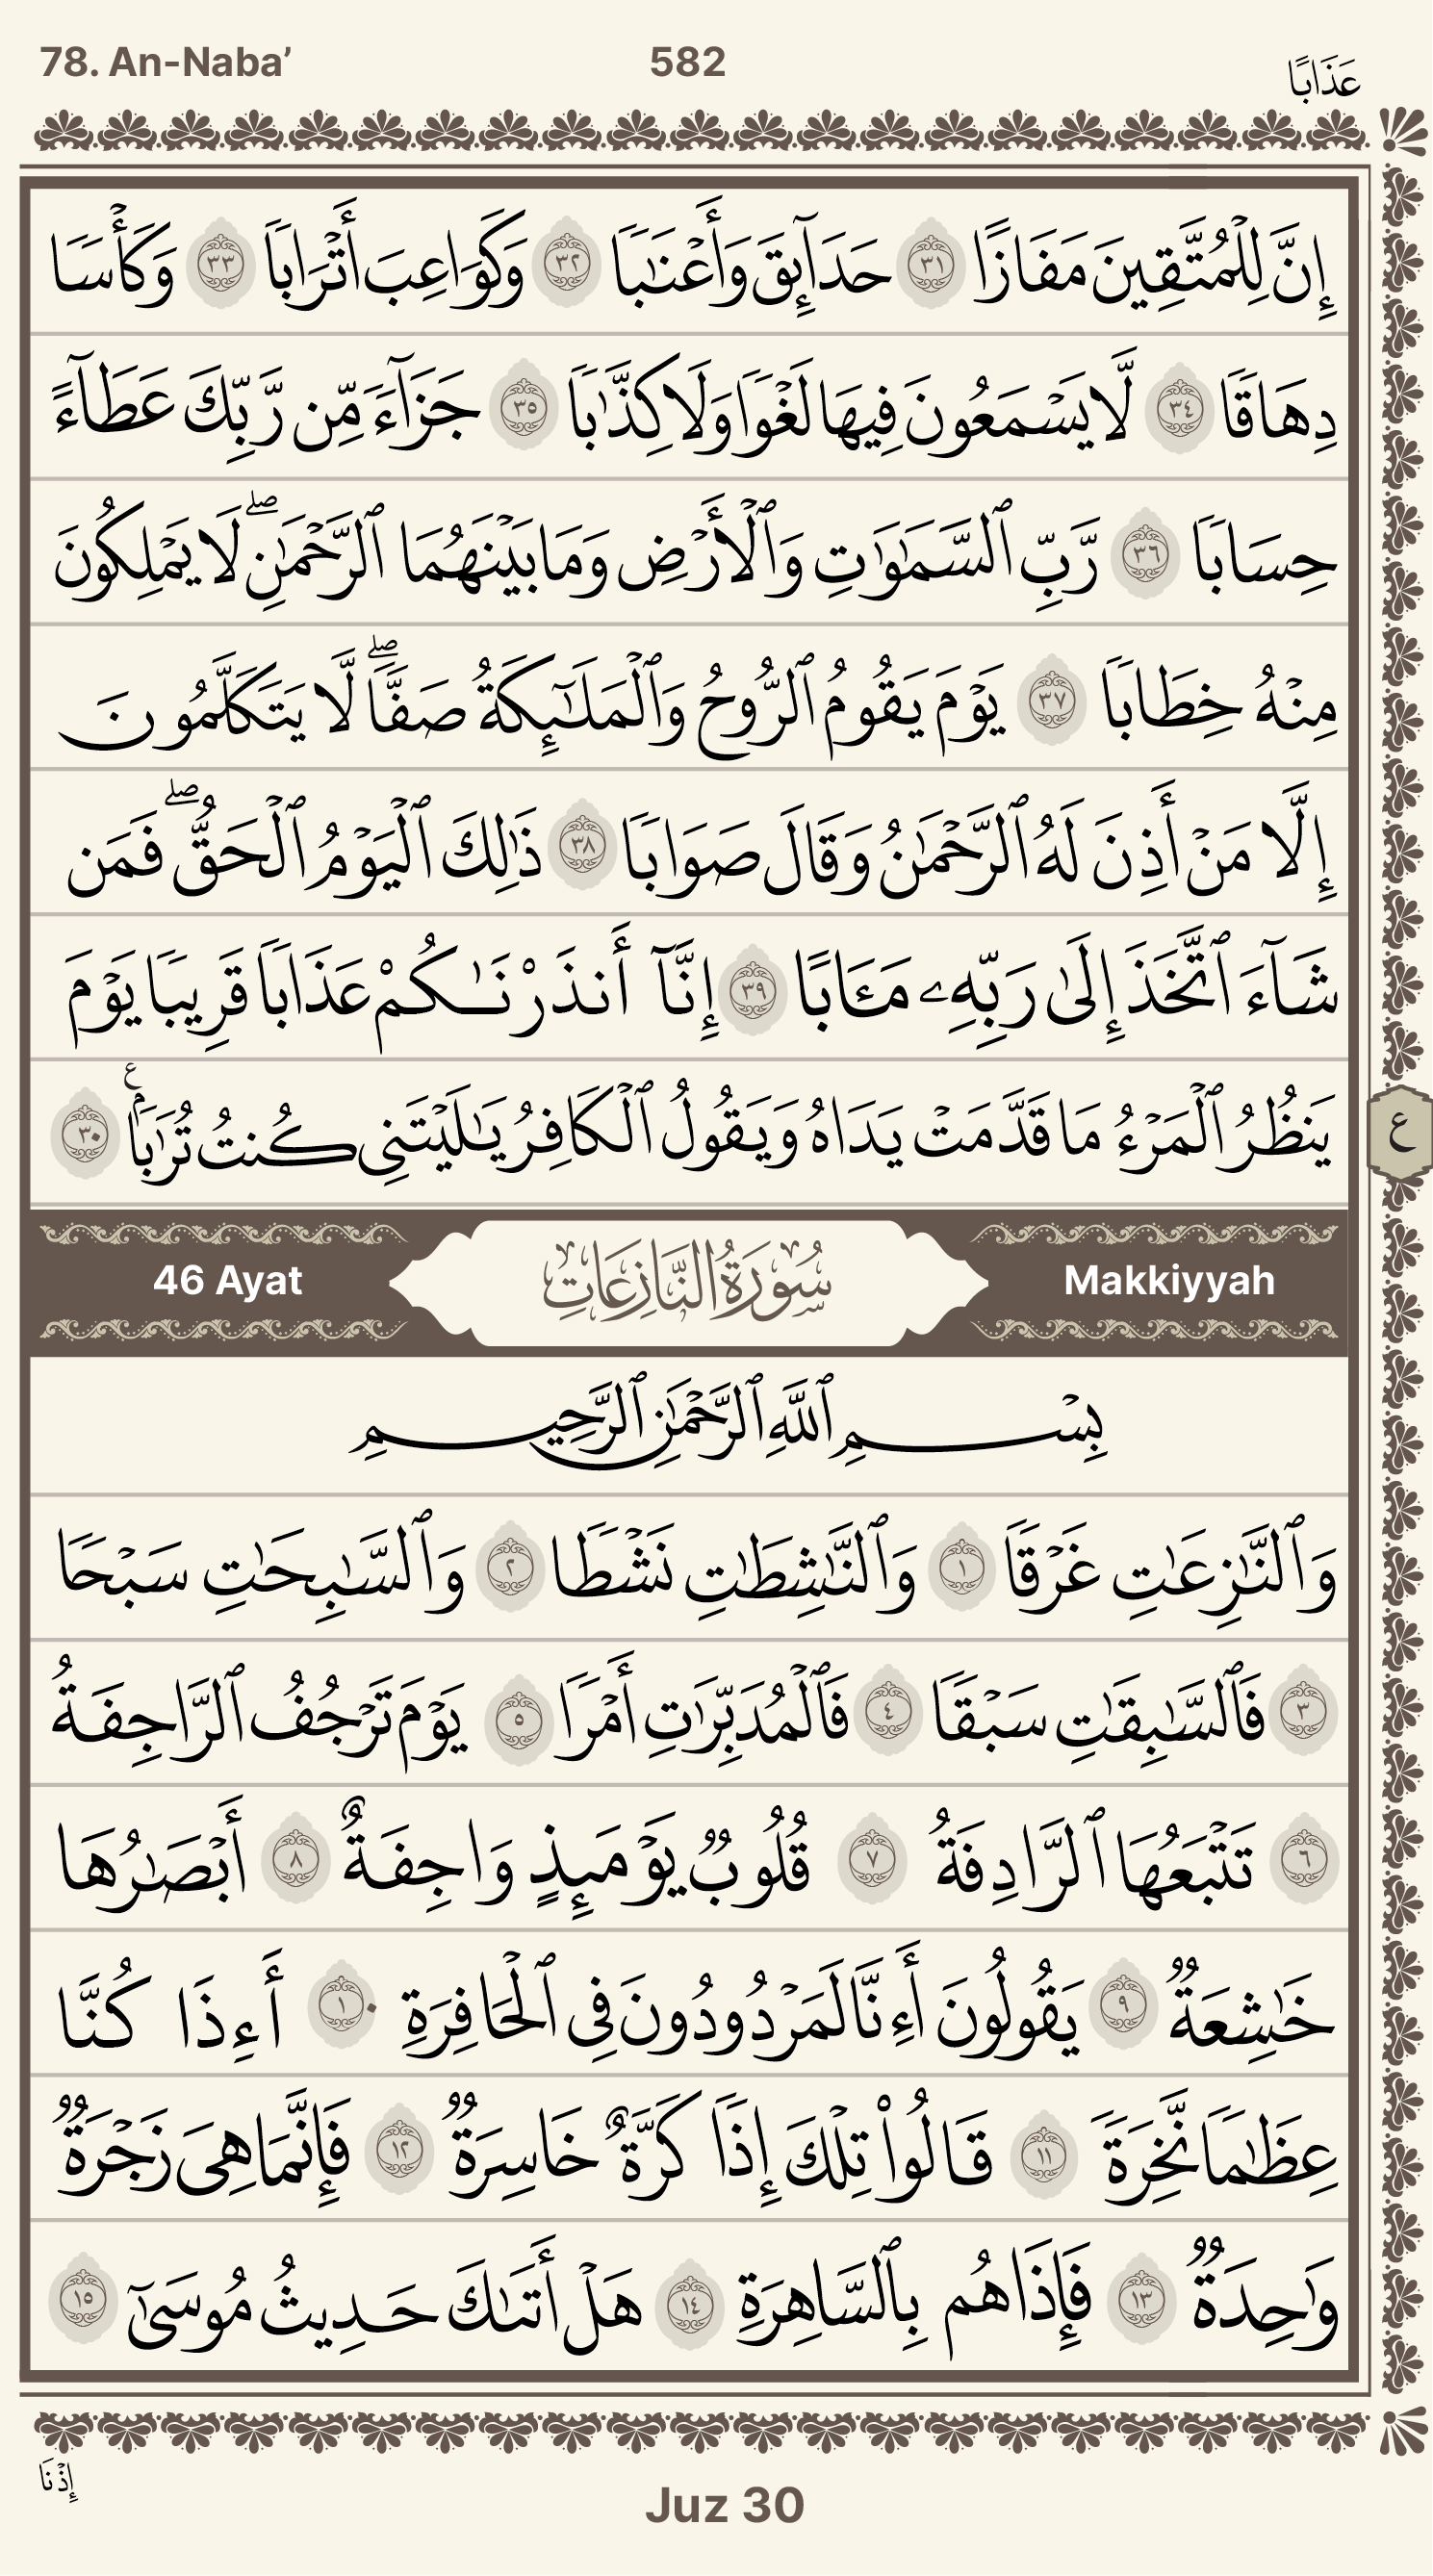 78. An-Naba’ 582 عَذَابًا
إِنَّ لِلْمُتَّقِينَ مَفَازًا ٣١ حَدَآئِقَ وَأَعْنَـٰبًا ٣٢ وَكَوَاعِبَ أَتْرَابًا ٣٣ وَكَأْسًا
دِهَاقًا ٣٤ لَّا يَسْمَعُونَ فِيهَا لَغْوًا وَلَا كِذَّٰبًا ٣٥ جَزَآءً مِّن رَّبِّكَ عَطَآءً
حِسَابًا ٣٦ رَّبِّ ٱلسَّمَـٰوَٰتِ وَٱلْأَرْضِ وَمَا بَيْنَهُمَا ٱلرَّحْمَـٰنِ ۖ لَا يَمْلِكُونَ
مِنْهُ خِطَابًا ٣٧ يَوْمَ يَقُومُ ٱلرُّوحُ وَٱلْمَلَـٰٓئِكَةُ صَفًّا ۖ لَّا يَتَكَلَّمُونَ
إِلَّا مَنْ أَذِنَ لَهُ ٱلرَّحْمَـٰنُ وَقَالَ صَوَابًا ٣٨ ذَٰلِكَ ٱلْيَوْمُ ٱلْحَقُّ ۖ فَمَن
شَآءَ ٱتَّخَذَ إِلَىٰ رَبِّهِۦ مَـَٔابًا ٣٩ إِنَّآ أَنذَرْنَـٰكُمْ عَذَابًا قَرِيبًا يَوْمَ
يَنظُرُ ٱلْمَرْءُ مَا قَدَّمَتْ يَدَاهُ وَيَقُولُ ٱلْكَافِرُ يَـٰلَيْتَنِى كُنتُ تُرَٰبًۢا ع ٣٠
ع
46 Ayat سُورَةُ النَّازِعَاتِ Makkiyyah
بِسْمِ ٱللَّهِ ٱلرَّحْمَـٰنِ ٱلرَّحِيمِ
وَٱلنَّـٰزِعَـٰتِ غَرْقًا ١ وَٱلنَّـٰشِطَـٰتِ نَشْطًا ٢ وَٱلسَّـٰبِحَـٰتِ سَبْحًا
٣ فَٱلسَّـٰبِقَـٰتِ سَبْقًا ٤ فَٱلْمُدَبِّرَٰتِ أَمْرًا ٥ يَوْمَ تَرْجُفُ ٱلرَّاجِفَةُ
٦ تَتْبَعُهَا ٱلرَّادِفَةُ ٧ قُلُوبٌ يَوْمَئِذٍ وَاجِفَةٌ ٨ أَبْصَـٰرُهَا
خَـٰشِعَةٌ ٩ يَقُولُونَ أَءِنَّا لَمَرْدُودُونَ فِى ٱلْحَافِرَةِ ١٠ أَءِذَا كُنَّا
عِظَـٰمًا نَّخِرَةً ١١ قَالُوا۟ تِلْكَ إِذًا كَرَّةٌ خَاسِرَةٌ ١٢ فَإِنَّمَا هِىَ زَجْرَةٌ
وَٰحِدَةٌ ١٣ فَإِذَا هُم بِٱلسَّاهِرَةِ ١٤ هَلْ أَتَىٰكَ حَدِيثُ مُوسَىٰٓ ١٥
إِذْنَا
Juz 30